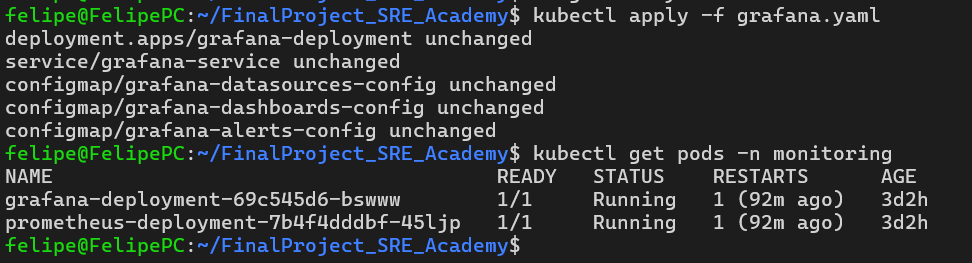 felipe@FelipePC:~/FinalProject_SRE_Academy$ kubectl apply -f grafana.yaml
deployment.apps/grafana-deployment unchanged
service/grafana-service unchanged
configmap/grafana-datasources-config unchanged
configmap/grafana-dashboards-config unchanged
configmap/grafana-alerts-config unchanged
felipe@FelipePC:~/FinalProject_SRE_Academy$ kubectl get pods -n monitoring
NAME                                     READY   STATUS    RESTARTS      AGE
grafana-deployment-69c545d6-bswww        1/1     Running   1 (92m ago)   3d2h
prometheus-deployment-7b4f4dddbf-45ljp   1/1     Running   1 (92m ago)   3d2h
felipe@FelipePC:~/FinalProject_SRE_Academy$